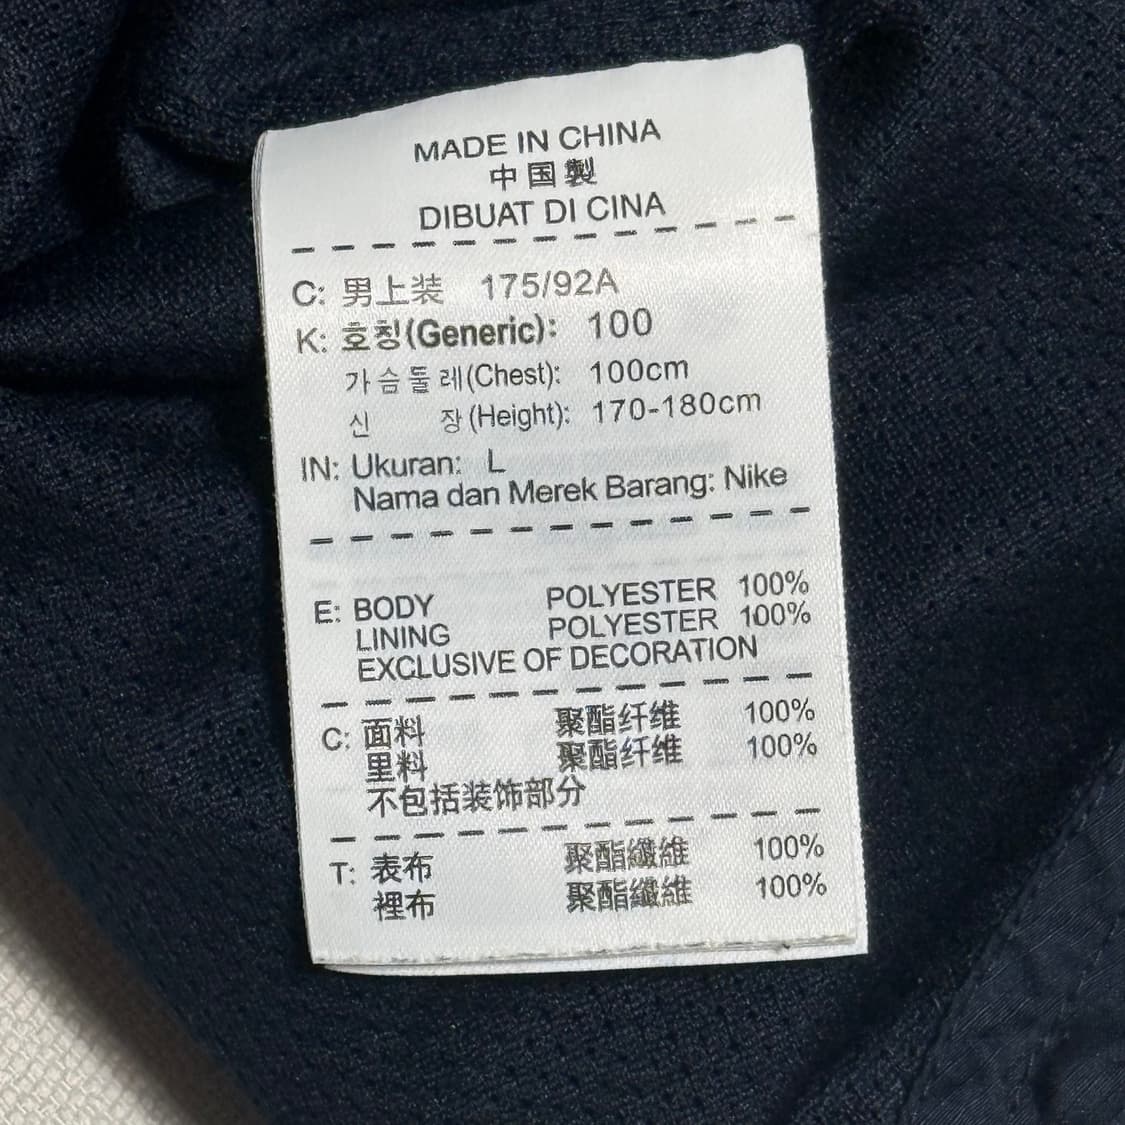 MADE IN CHINA
中国製
DIBUAT DI CINA
C: 男上装 175/92A
K: 호칭(Generic): 100
가슴둘레(Chest): 100cm
신 장(Height): 170-180cm
IN: Ukuran: L
Nama dan Merek Barang: Nike
E: BODY POLYESTER 100%
LINING POLYESTER 100%
EXCLUSIVE OF DECORATION
C: 面料 聚酯纤维 100%
里料 聚酯纤维 100%
不包括装饰部分
T: 表布 聚酯纖維 100%
裡布 聚酯纖維 100%